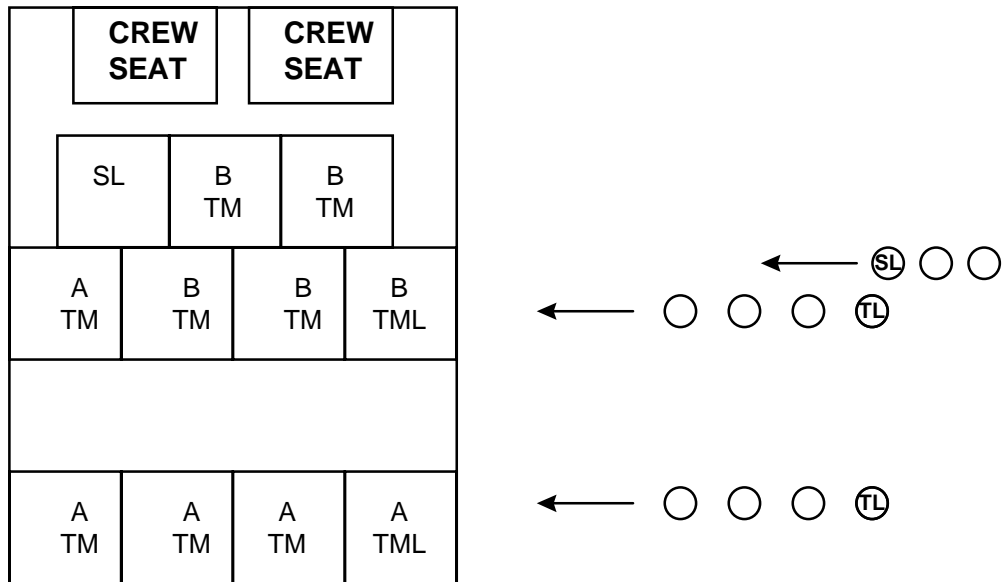 CREW CREW
SEAT SEAT
SL B B
TM TM
SL
A B B B
TM TM TM TML
TL
A A A A
TM TM TM TML
TL